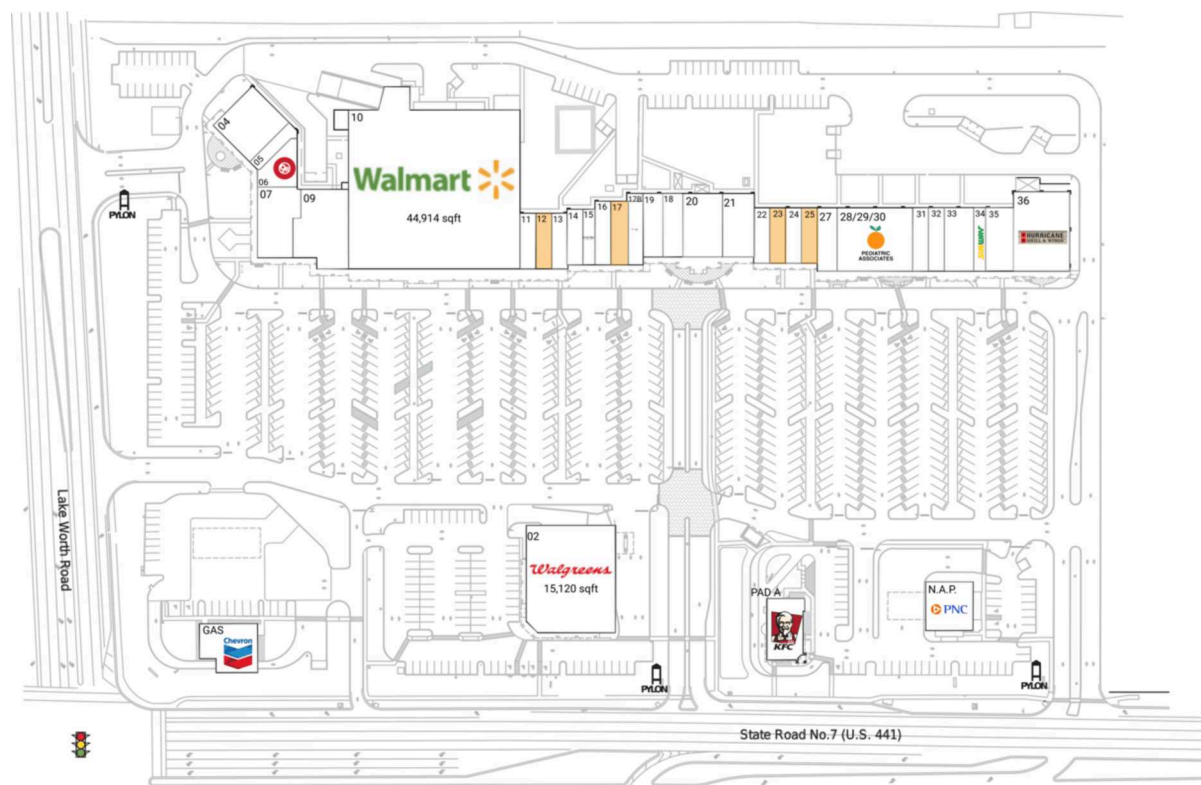 04
05
06
07
09
10
Walmart
44,914 sqft
11
12
13
14
15
16
17
12B
19
18
20
21
22
23
24
25
27
28/29/30
PEDIATRIC
ASSOCIATES
31
32
33
34
SUBWAY
35
36
HURRICANE
GRILL & WINGS
PYLON
Lake Worth Road
02
Walgreens
15,120 sqft
GAS
Chevron
PAD A
KFC
N.A.P.
PNC
PYLON
PYLON
State Road No.7 (U.S. 441)